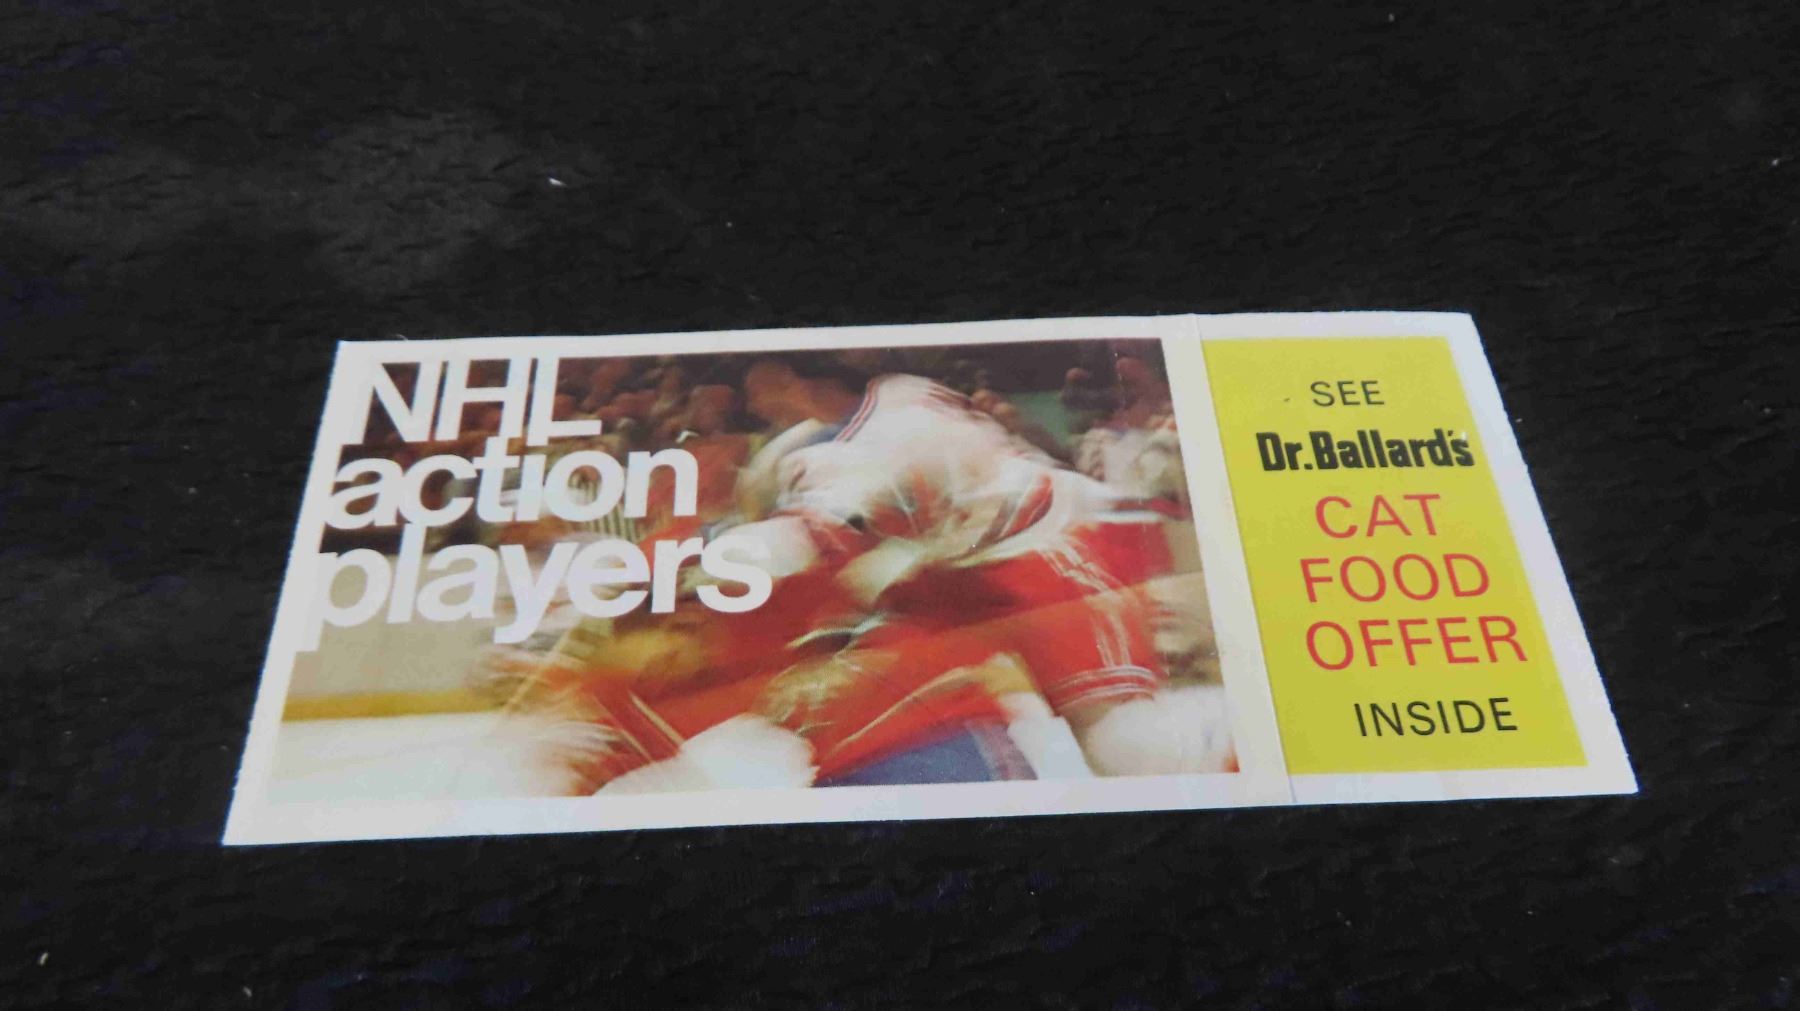 NHL
action
players
SEE
Dr.Ballard's
CAT
FOOD
OFFER
INSIDE